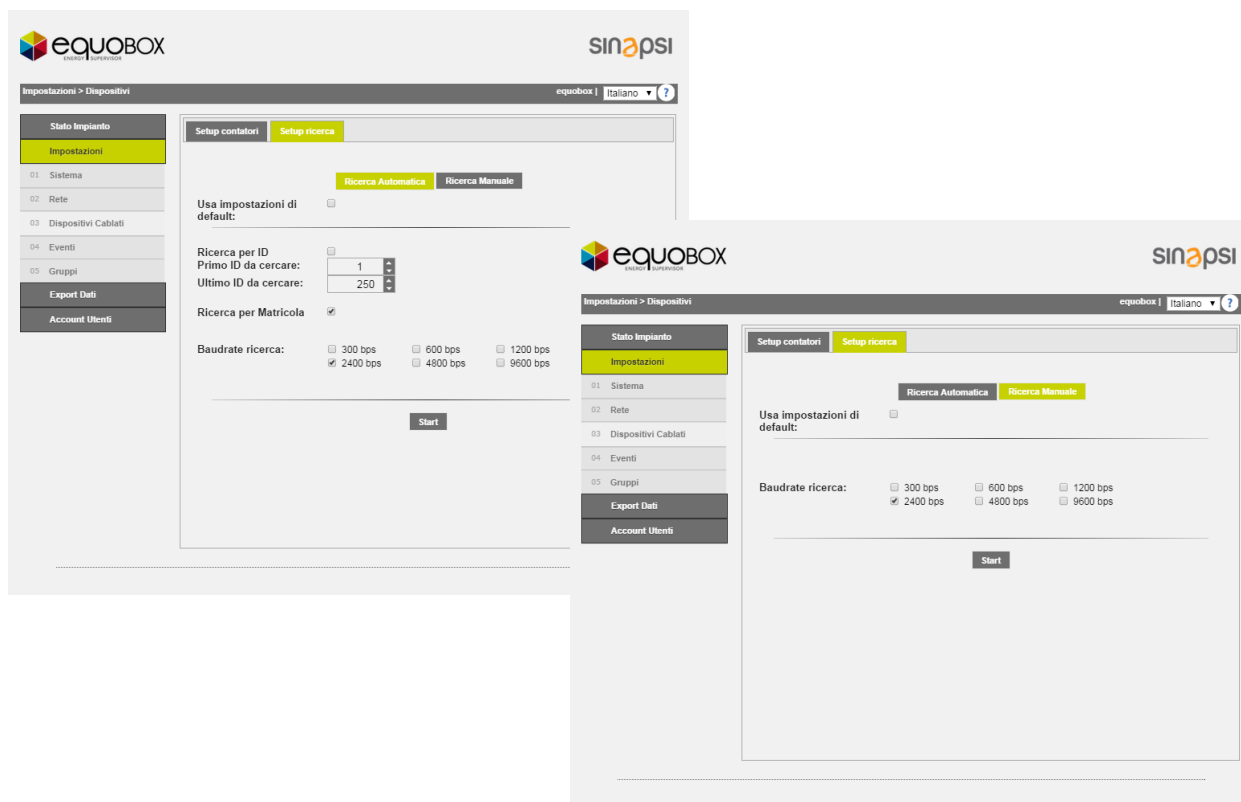 equobox
ENERGY SUPERVISOR
sinapsi
Impostazioni > Dispositivi
equobox | Italiano ?
Stato Impianto
Impostazioni
01 Sistema
02 Rete
03 Dispositivi Cablati
04 Eventi
05 Gruppi
Export Dati
Account Utenti
Setup contatori Setup ricerca
Ricerca Automatica Ricerca Manuale
Usa impostazioni di
default:
Ricerca per ID
Primo ID da cercare: 1
Ultimo ID da cercare: 250
Ricerca per Matricola
Baudrate ricerca: 300 bps 600 bps 1200 bps
2400 bps 4800 bps 9600 bps
Start
equobox
ENERGY SUPERVISOR
sinapsi
Impostazioni > Dispositivi
equobox | Italiano ?
Stato Impianto
Impostazioni
01 Sistema
02 Rete
03 Dispositivi Cablati
04 Eventi
05 Gruppi
Export Dati
Account Utenti
Setup contatori Setup ricerca
Ricerca Automatica Ricerca Manuale
Usa impostazioni di
default:
Baudrate ricerca: 300 bps 600 bps 1200 bps
2400 bps 4800 bps 9600 bps
Start